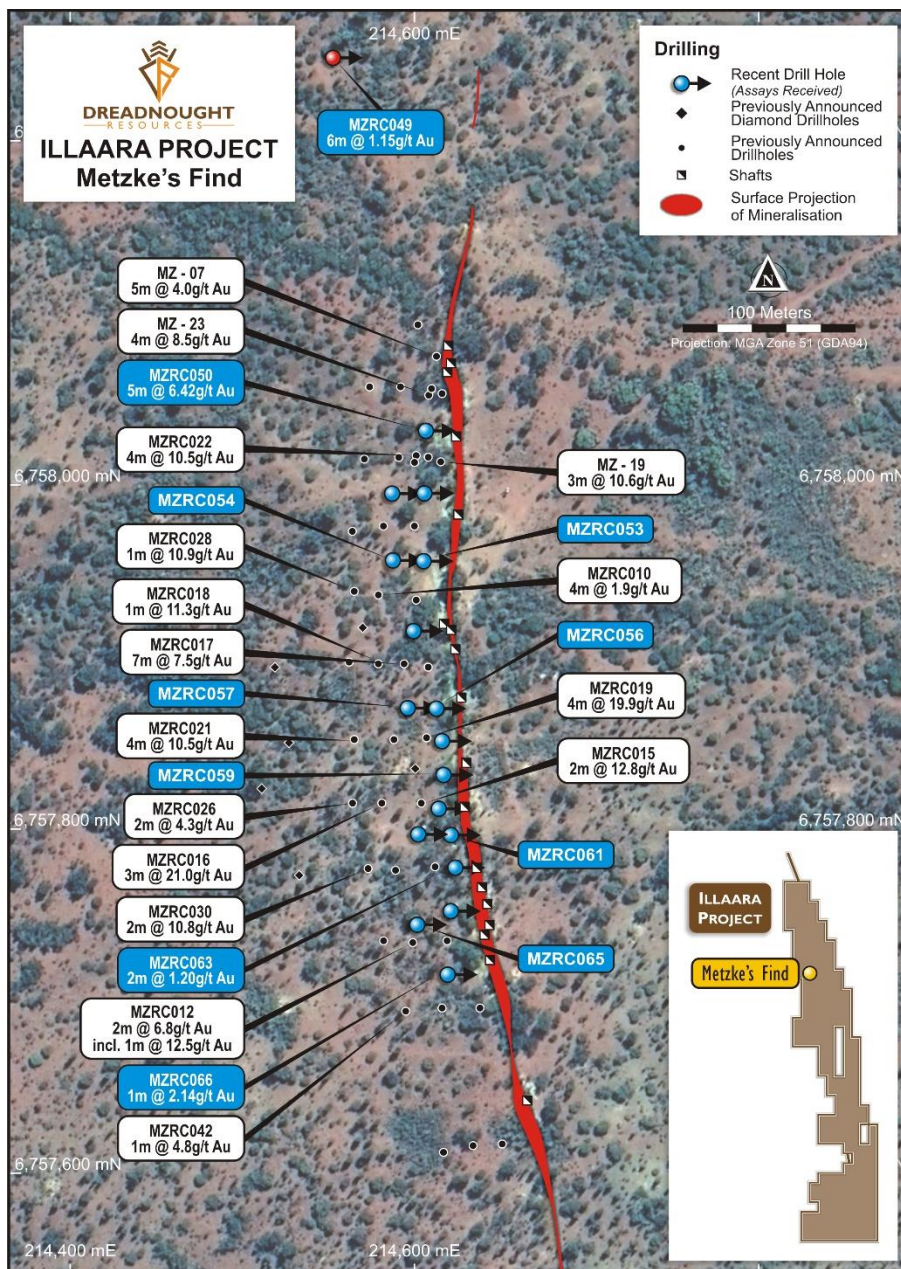 214,600 mE
DREADNOUGHT
RESOURCES
ILLAARA PROJECT
Metzke's Find
MZRC049
6m @ 1.15g/t Au
Drilling
Recent Drill Hole
(Assays Received)
Previously Announced
Diamond Drillholes
Previously Announced
Drillholes
Shafts
Surface Projection
of Mineralisation
N
100 Meters
Projection: MGA Zone 51 (GDA94)
MZ - 07
5m @ 4.0g/t Au
MZ - 23
4m @ 8.5g/t Au
MZRC050
5m @ 6.42g/t Au
MZRC022
4m @ 10.5g/t Au
MZ - 19
3m @ 10.6g/t Au
6,758,000 mN
6,758,000 mN
MZRC054
MZRC053
MZRC028
1m @ 10.9g/t Au
MZRC010
4m @ 1.9g/t Au
MZRC018
1m @ 11.3g/t Au
MZRC056
MZRC017
7m @ 7.5g/t Au
MZRC057
MZRC019
4m @ 19.9g/t Au
MZRC021
4m @ 10.5g/t Au
MZRC015
2m @ 12.8g/t Au
MZRC059
MZRC026
2m @ 4.3g/t Au
6,757,800 mN
6,757,800 mN
MZRC061
MZRC016
3m @ 21.0g/t Au
MZRC030
2m @ 10.8g/t Au
MZRC063
2m @ 1.20g/t Au
MZRC065
MZRC012
2m @ 6.8g/t Au
incl. 1m @ 12.5g/t Au
MZRC066
1m @ 2.14g/t Au
MZRC042
1m @ 4.8g/t Au
ILLAARA
PROJECT
Metzke's Find
6,757,600 mN
214,400 mE
214,600 mE